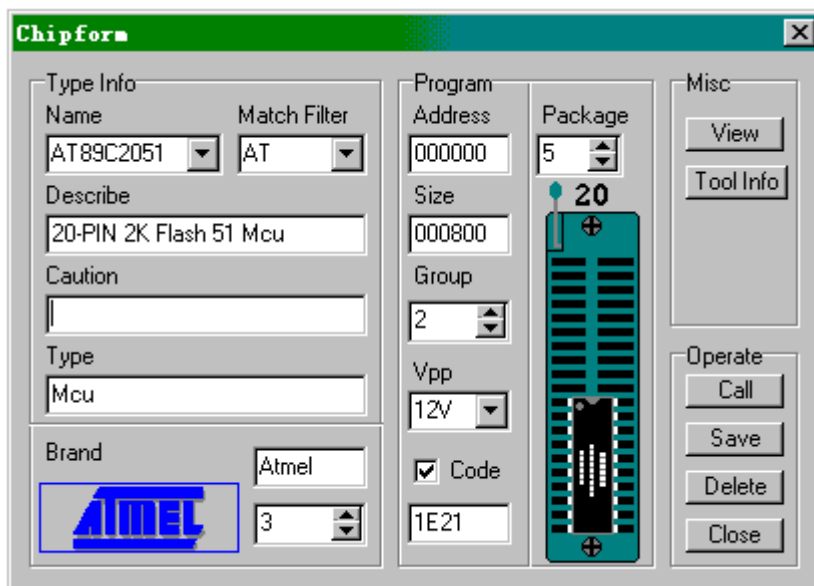 Chipform
Type Info
Name
Match Filter
AT89C2051
AT
Describe
20-PIN 2K Flash 51 Mcu
Caution
Type
Mcu
Brand
Atmel
ATMEL
3
Program
Address
000000
Size
000800
Group
2
Vpp
12V
Code
1E21
Package
5
20
Misc
View
Tool Info
Operate
Call
Save
Delete
Close